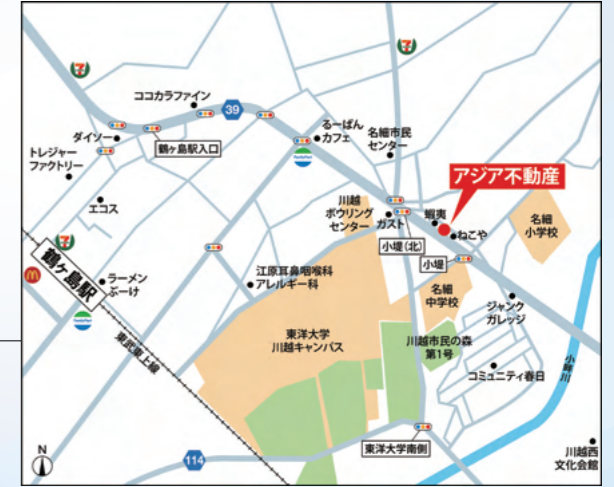 7
7
ココカラファイン
39
ダイソー
るーぱん
カフェ
FamilyMart
名細市民
センター
鶴ヶ島駅入口
トレジャー
ファクトリー
アジア不動産
エコス
川越
ボウリング
センター
ガスト
蝦夷
ねこや
名細
小学校
小堤(北)
小堤
7
鶴ヶ島駅
ラーメン
ぶーけ
江原耳鼻咽喉科
アレルギー科
名細
中学校
ジャンク
ガレッジ
FamilyMart
東武東上線
東洋大学
川越キャンパス
川越市民の森
第1号
コミュニティ春日
小畔川
東洋大学南側
114
川越西
文化会館
N